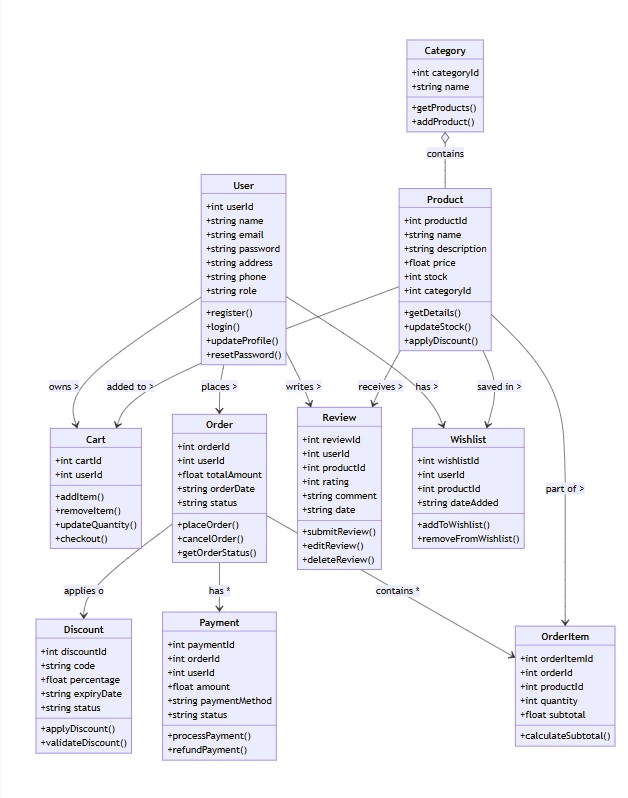 Category
+int categoryId
+string name
+getProducts()
+addProduct()
contains
User
+int userId
+string name
+string email
+string password
+string address
+string phone
+string role
+register()
+login()
+updateProfile()
+resetPassword()
Product
+int productId
+string name
+string description
+float price
+int stock
+int categoryId
+getDetails()
+updateStock()
+applyDiscount()
owns >
added to >
places >
writes >
receives >
has >
saved in >
Cart
+int cartId
+int userId
+addItem()
+removeItem()
+updateQuantity()
+checkout()
Order
+int orderId
+int userId
+float totalAmount
+string orderDate
+string status
+placeOrder()
+cancelOrder()
+getOrderStatus()
Review
+int reviewId
+int userId
+int productId
+int rating
+string comment
+string date
+submitReview()
+editReview()
+deleteReview()
Wishlist
+int wishlistId
+int userId
+int productId
+string dateAdded
+addToWishlist()
+removeFromWishlist()
part of >
applies o
has *
contains *
Discount
+int discountId
+string code
+float percentage
+string expiryDate
+string status
+applyDiscount()
+validateDiscount()
Payment
+int paymentId
+int orderId
+int userId
+float amount
+string paymentMethod
+string status
+processPayment()
+refundPayment()
OrderItem
+int orderItemId
+int orderId
+int productId
+int quantity
+float subtotal
+calculateSubtotal()